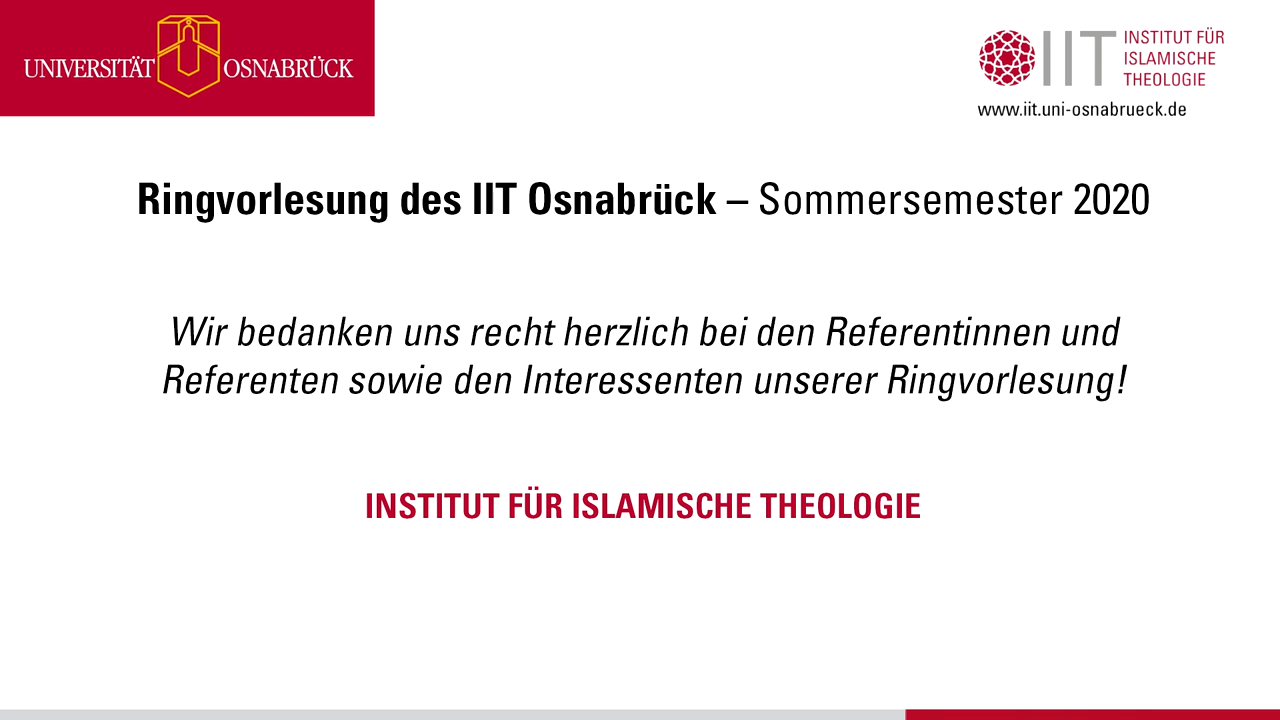 UNIVERSITÄT OSNABRÜCK
IIT INSTITUT FÜR
ISLAMISCHE
THEOLOGIE
www.iit.uni-osnabrueck.de
Ringvorlesung des IIT Osnabrück – Sommersemester 2020
Wir bedanken uns recht herzlich bei den Referentinnen und
Referenten sowie den Interessenten unserer Ringvorlesung!
INSTITUT FÜR ISLAMISCHE THEOLOGIE